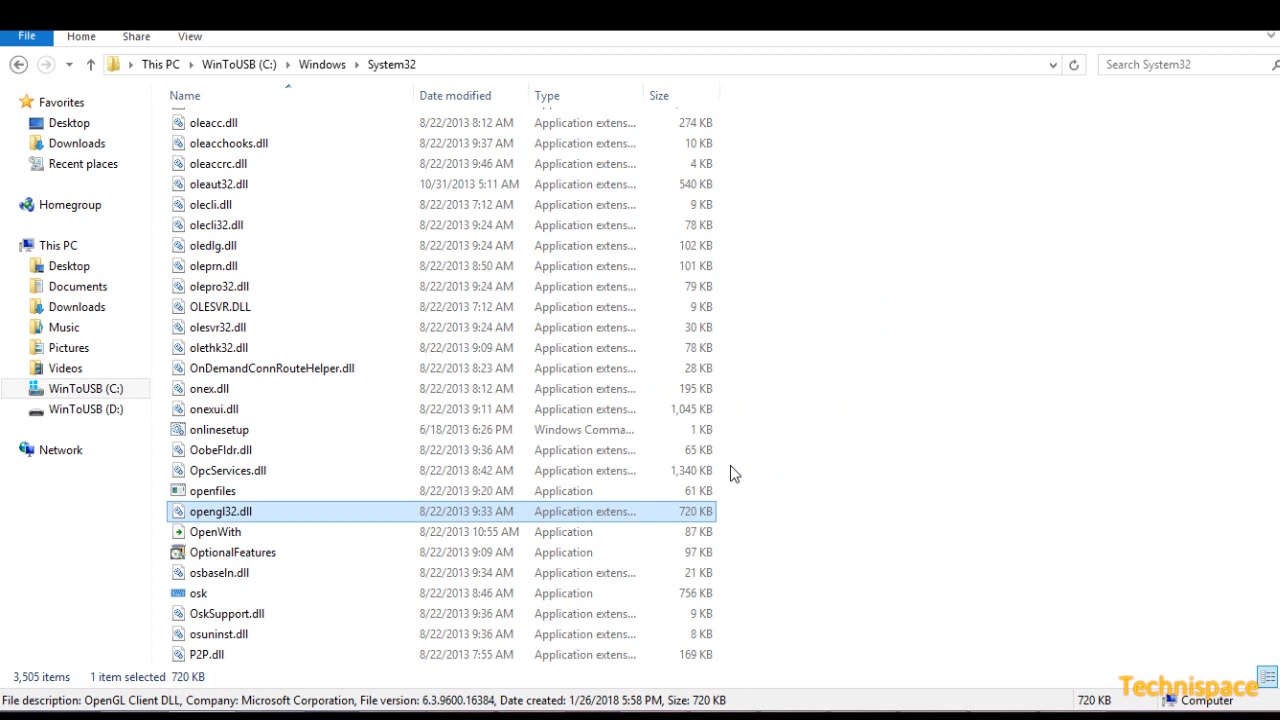 File Home Share View
This PC WinToUSB (C:) Windows System32 Search System32
Name Date modified Type Size
Favorites
Desktop
Downloads
Recent places
Homegroup
This PC
Desktop
Documents
Downloads
Music
Pictures
Videos
WinToUSB (C:)
WinToUSB (D:)
Network
oleacc.dll 8/22/2013 8:12 AM Application extens... 274 KB
oleacchooks.dll 8/22/2013 9:37 AM Application extens... 10 KB
oleaccrc.dll 8/22/2013 9:46 AM Application extens... 4 KB
oleaut32.dll 10/31/2013 5:11 AM Application extens... 540 KB
olecli.dll 8/22/2013 7:12 AM Application extens... 9 KB
olecli32.dll 8/22/2013 9:24 AM Application extens... 78 KB
oledlg.dll 8/22/2013 9:24 AM Application extens... 102 KB
oleprn.dll 8/22/2013 8:50 AM Application extens... 101 KB
olepro32.dll 8/22/2013 9:24 AM Application extens... 79 KB
OLESVR.DLL 8/22/2013 7:12 AM Application extens... 9 KB
olesvr32.dll 8/22/2013 9:24 AM Application extens... 30 KB
olethk32.dll 8/22/2013 9:09 AM Application extens... 78 KB
OnDemandConnRouteHelper.dll 8/22/2013 8:23 AM Application extens... 28 KB
onex.dll 8/22/2013 8:12 AM Application extens... 195 KB
onexui.dll 8/22/2013 9:11 AM Application extens... 1,045 KB
onlinesetup 6/18/2013 6:26 PM Windows Comma... 1 KB
OobeFldr.dll 8/22/2013 9:36 AM Application extens... 65 KB
OpcServices.dll 8/22/2013 8:42 AM Application extens... 1,340 KB
openfiles 8/22/2013 9:20 AM Application 61 KB
opengl32.dll 8/22/2013 9:33 AM Application extens... 720 KB
OpenWith 8/22/2013 10:55 AM Application 87 KB
OptionalFeatures 8/22/2013 9:09 AM Application 97 KB
osbaseln.dll 8/22/2013 9:34 AM Application extens... 21 KB
osk 8/22/2013 8:46 AM Application 756 KB
OskSupport.dll 8/22/2013 9:36 AM Application extens... 9 KB
osuninst.dll 8/22/2013 9:36 AM Application extens... 8 KB
P2P.dll 8/22/2013 7:55 AM Application extens... 169 KB
3,505 items 1 item selected 720 KB
Technispace
File description: OpenGL Client DLL, Company: Microsoft Corporation, File version: 6.3.9600.16384, Date created: 1/26/2018 5:58 PM, Size: 720 KB 720 KB Computer